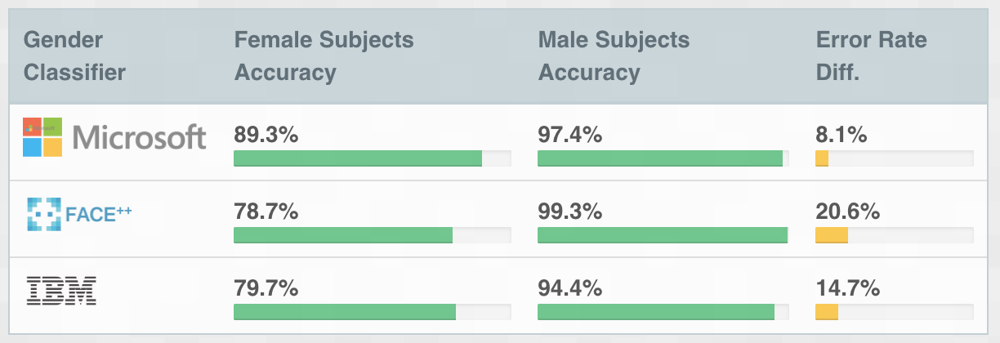 Gender Classifier
Female Subjects Accuracy
Male Subjects Accuracy
Error Rate Diff.
Microsoft
89.3%
97.4%
8.1%
FACE++
78.7%
99.3%
20.6%
IBM
79.7%
94.4%
14.7%